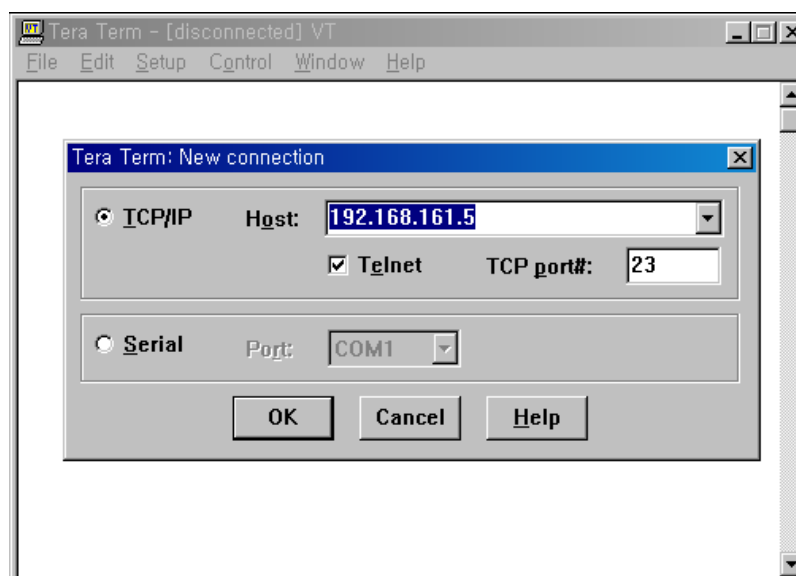 Tera Term - [disconnected] VT
File Edit Setup Control Window Help
Tera Term: New connection
TCP/IP Host: 192.168.161.5
Telnet TCP port#: 23
Serial Port: COM1
OK Cancel Help